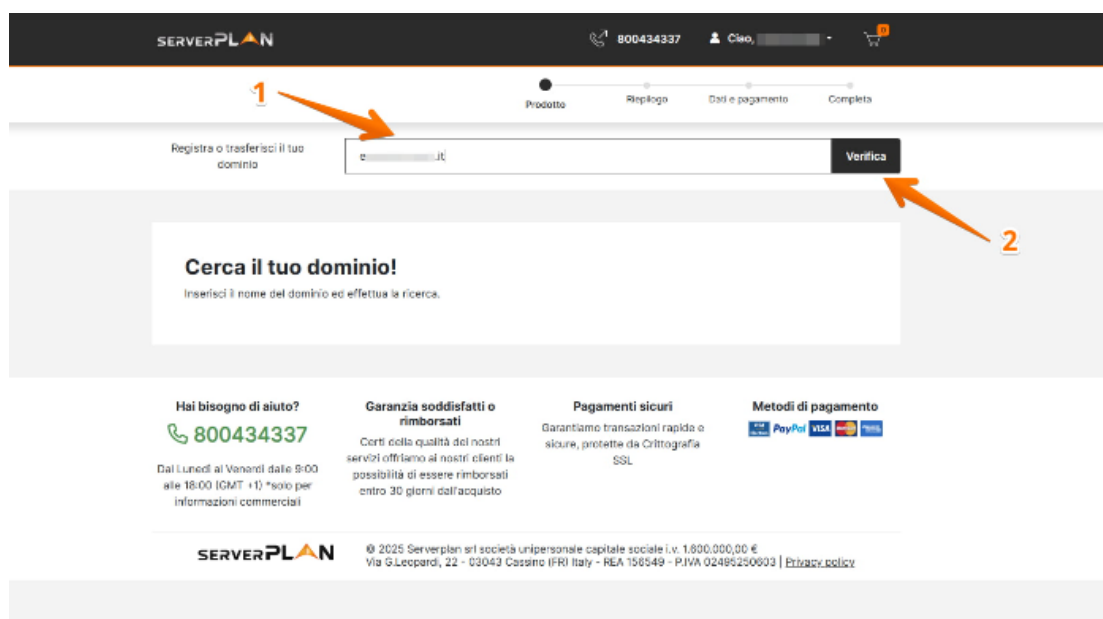 SERVERPLAN
800434337
Ciao,
0
1
Prodotto
Riepilogo
Dati e pagamento
Completa
Registra o trasferisci il tuo
dominio
e .it
Verifica
2
Cerca il tuo dominio!
Inserisci il nome del dominio ed effettua la ricerca.
Hai bisogno di aiuto?
800434337
Dal Lunedì al Venerdì dalle 9:00
alle 18:00 (GMT +1) *solo per
informazioni commerciali
Garanzia soddisfatti o
rimborsati
Certi della qualità dei nostri
servizi offriamo ai nostri clienti la
possibilità di essere rimborsati
entro 30 giorni dall'acquisto
Pagamenti sicuri
Garantiamo transazioni rapide e
sicure, protette da Crittografia
SSL
Metodi di pagamento
PayPal VISA
SERVERPLAN
© 2025 Serverplan srl società unipersonale capitale sociale i.v. 1.600.000,00 €
Via G.Leopardi, 22 - 03043 Cassino (FR) Italy - REA 156549 - P.IVA 02495250603 | Privacy policy